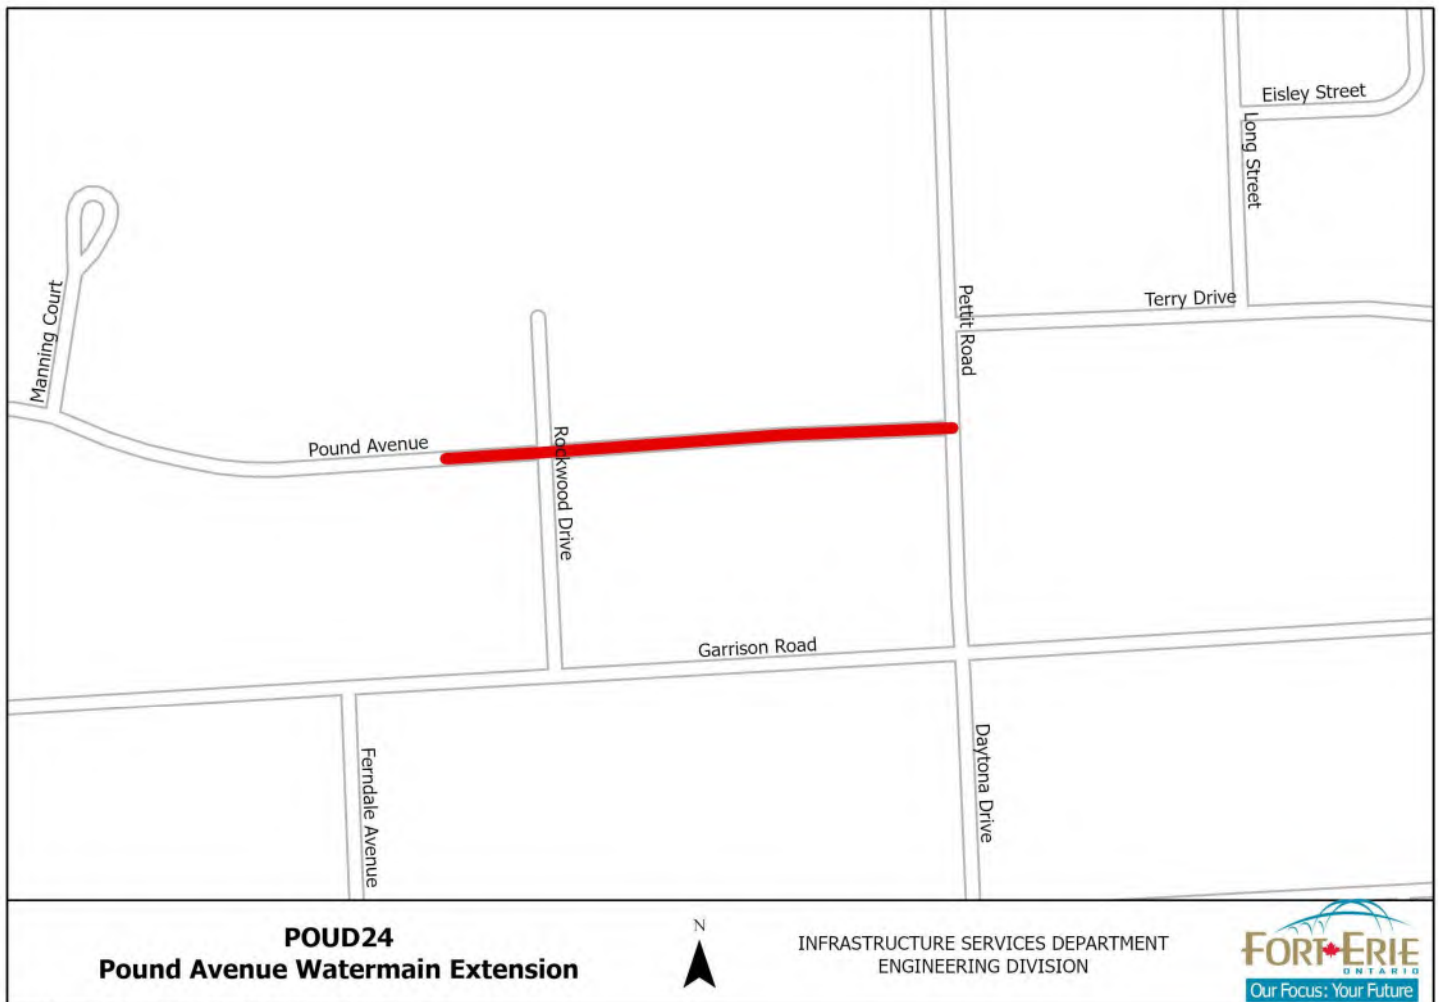 Eisley Street
Long Street
Manning Court
Pettit Road
Terry Drive
Pound Avenue
Rockwood Drive
Garrison Road
Ferndale Avenue
Daytona Drive
POUD24
Pound Avenue Watermain Extension
N
INFRASTRUCTURE SERVICES DEPARTMENT
ENGINEERING DIVISION
FORT ERIE
ONTARIO
Our Focus: Your Future